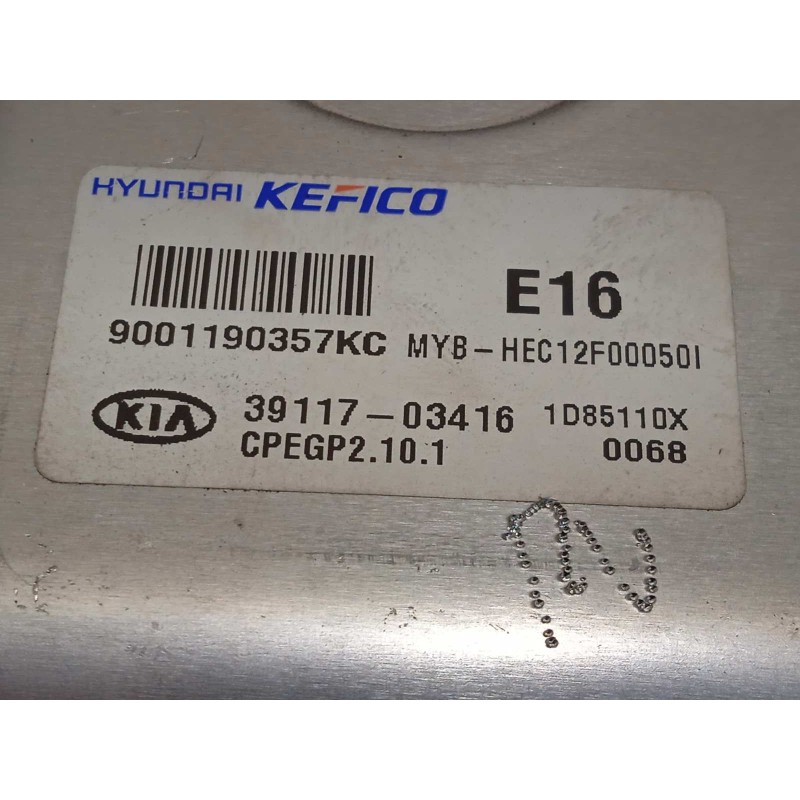 HYUNDAI KEFICO
E16
9001190357KC MYB-HEC12F00050I
KIA 39117-03416 1D85110X
CPEGP2.10.1 0068